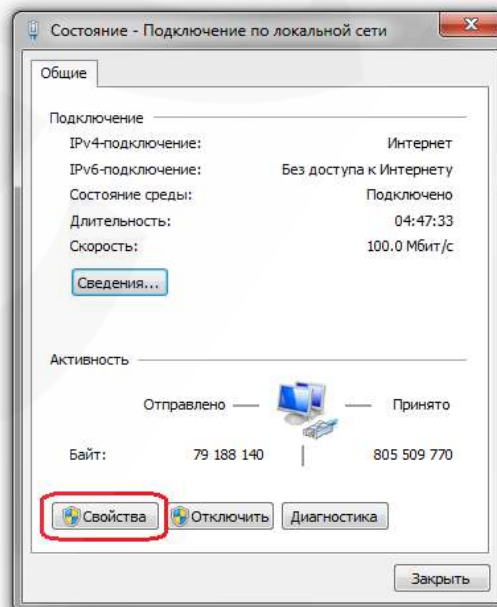 Состояние - Подключение по локальной сети
Общие
Подключение
IPv4-подключение: Интернет
IPv6-подключение: Без доступа к Интернету
Состояние среды: Подключено
Длительность: 04:47:33
Скорость: 100.0 Мбит/с
Сведения...
Активность
Отправлено — Принято
Байт: 79 188 140 | 805 509 770
Свойства Отключить Диагностика
Закрыть